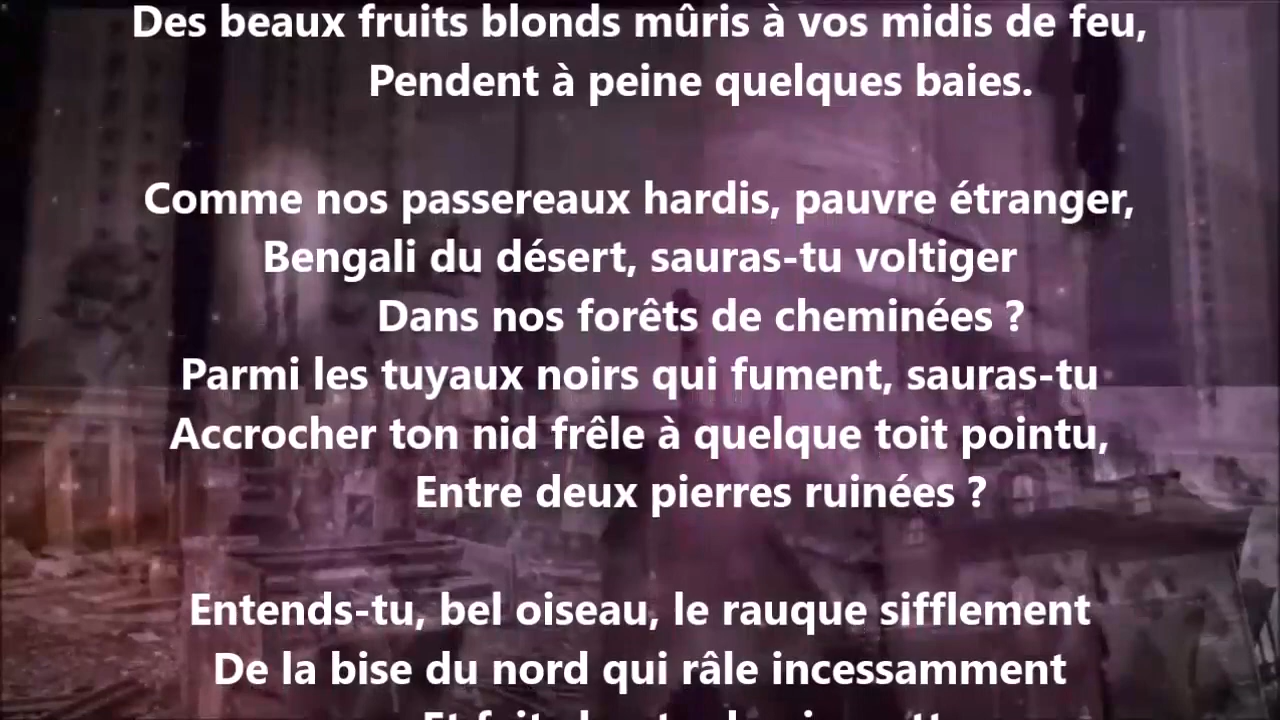 Des beaux fruits blonds mûris à vos midis de feu,
Pendent à peine quelques baies.
Comme nos passereaux hardis, pauvre étranger,
Bengali du désert, sauras-tu voltiger
Dans nos forêts de cheminées ?
Parmi les tuyaux noirs qui fument, sauras-tu
Accrocher ton nid frêle à quelque toit pointu,
Entre deux pierres ruinées ?
Entends-tu, bel oiseau, le rauque sifflement
De la bise du nord qui râle incessamment